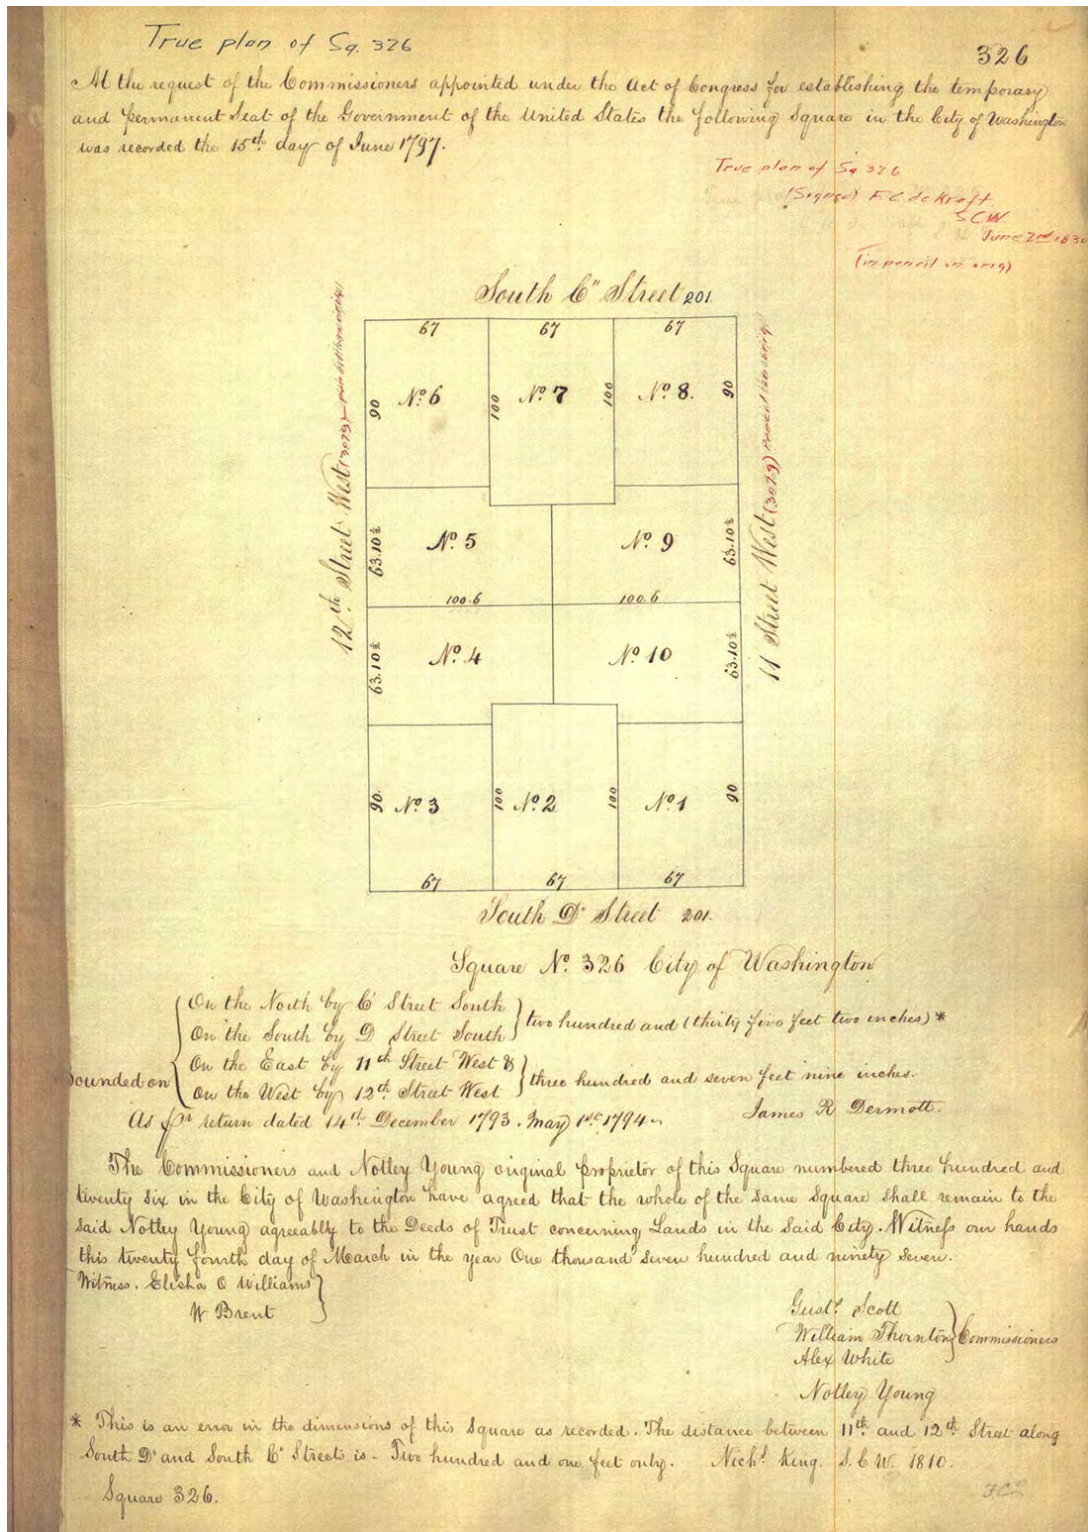 True plan of Sq. 326
326
At the request of the Commissioners appointed under the Act of Congress for establishing the temporary
and permanent Seat of the Government of the United States the following Square in the City of Washington
was recorded the 15th day of June 1797.
True plan of Sq 326
(Signed) F.C. de Kraft
S C W.
June 2nd 1830
(in pencil in orig)
South C" Street 201.
67 67 67
No. 6 No. 7 No. 8.
90 100 100 90
12th Street West (307.9)
11 Street West (307.9)
No. 5 No. 9
63.10½ 63.10½
100.6 100.6
No. 4 No. 10
63.10½ 63.10½
90. No. 3 100 No. 2 100 No. 1 90
67 67 67
South D" Street 201.
Square No. 326 City of Washington
Bounded on
On the North by C" Street South
On the South by D Street South
two hundred and (thirty five feet two inches) *
On the East by 11th Street West &
On the West by 12th Street West
three hundred and seven feet nine inches.
As pr return dated 14th December 1793. May 1st 1794
James R Dermott.
The Commissioners and Notley Young original proprietor of this Square numbered three hundred and
twenty Six in the City of Washington have agreed that the whole of the Same Square Shall remain to the
Said Notley Young agreeably to the Deeds of Trust concerning Lands in the Said City. Witness our hands
this twenty fourth day of March in the year One thousand Seven hundred and ninety Seven.
Witness. Elisha O Williams
W Brent
Gust. Scott
William Thornton
Alex White
Commissioners
Notley Young
* This is an error in the dimensions of this Square as recorded. The distance between 11th and 12th Street along
South D" and South C" Streets is - Two hundred and one feet only. Nichs. King. S. C W. 1810.
Square 326.